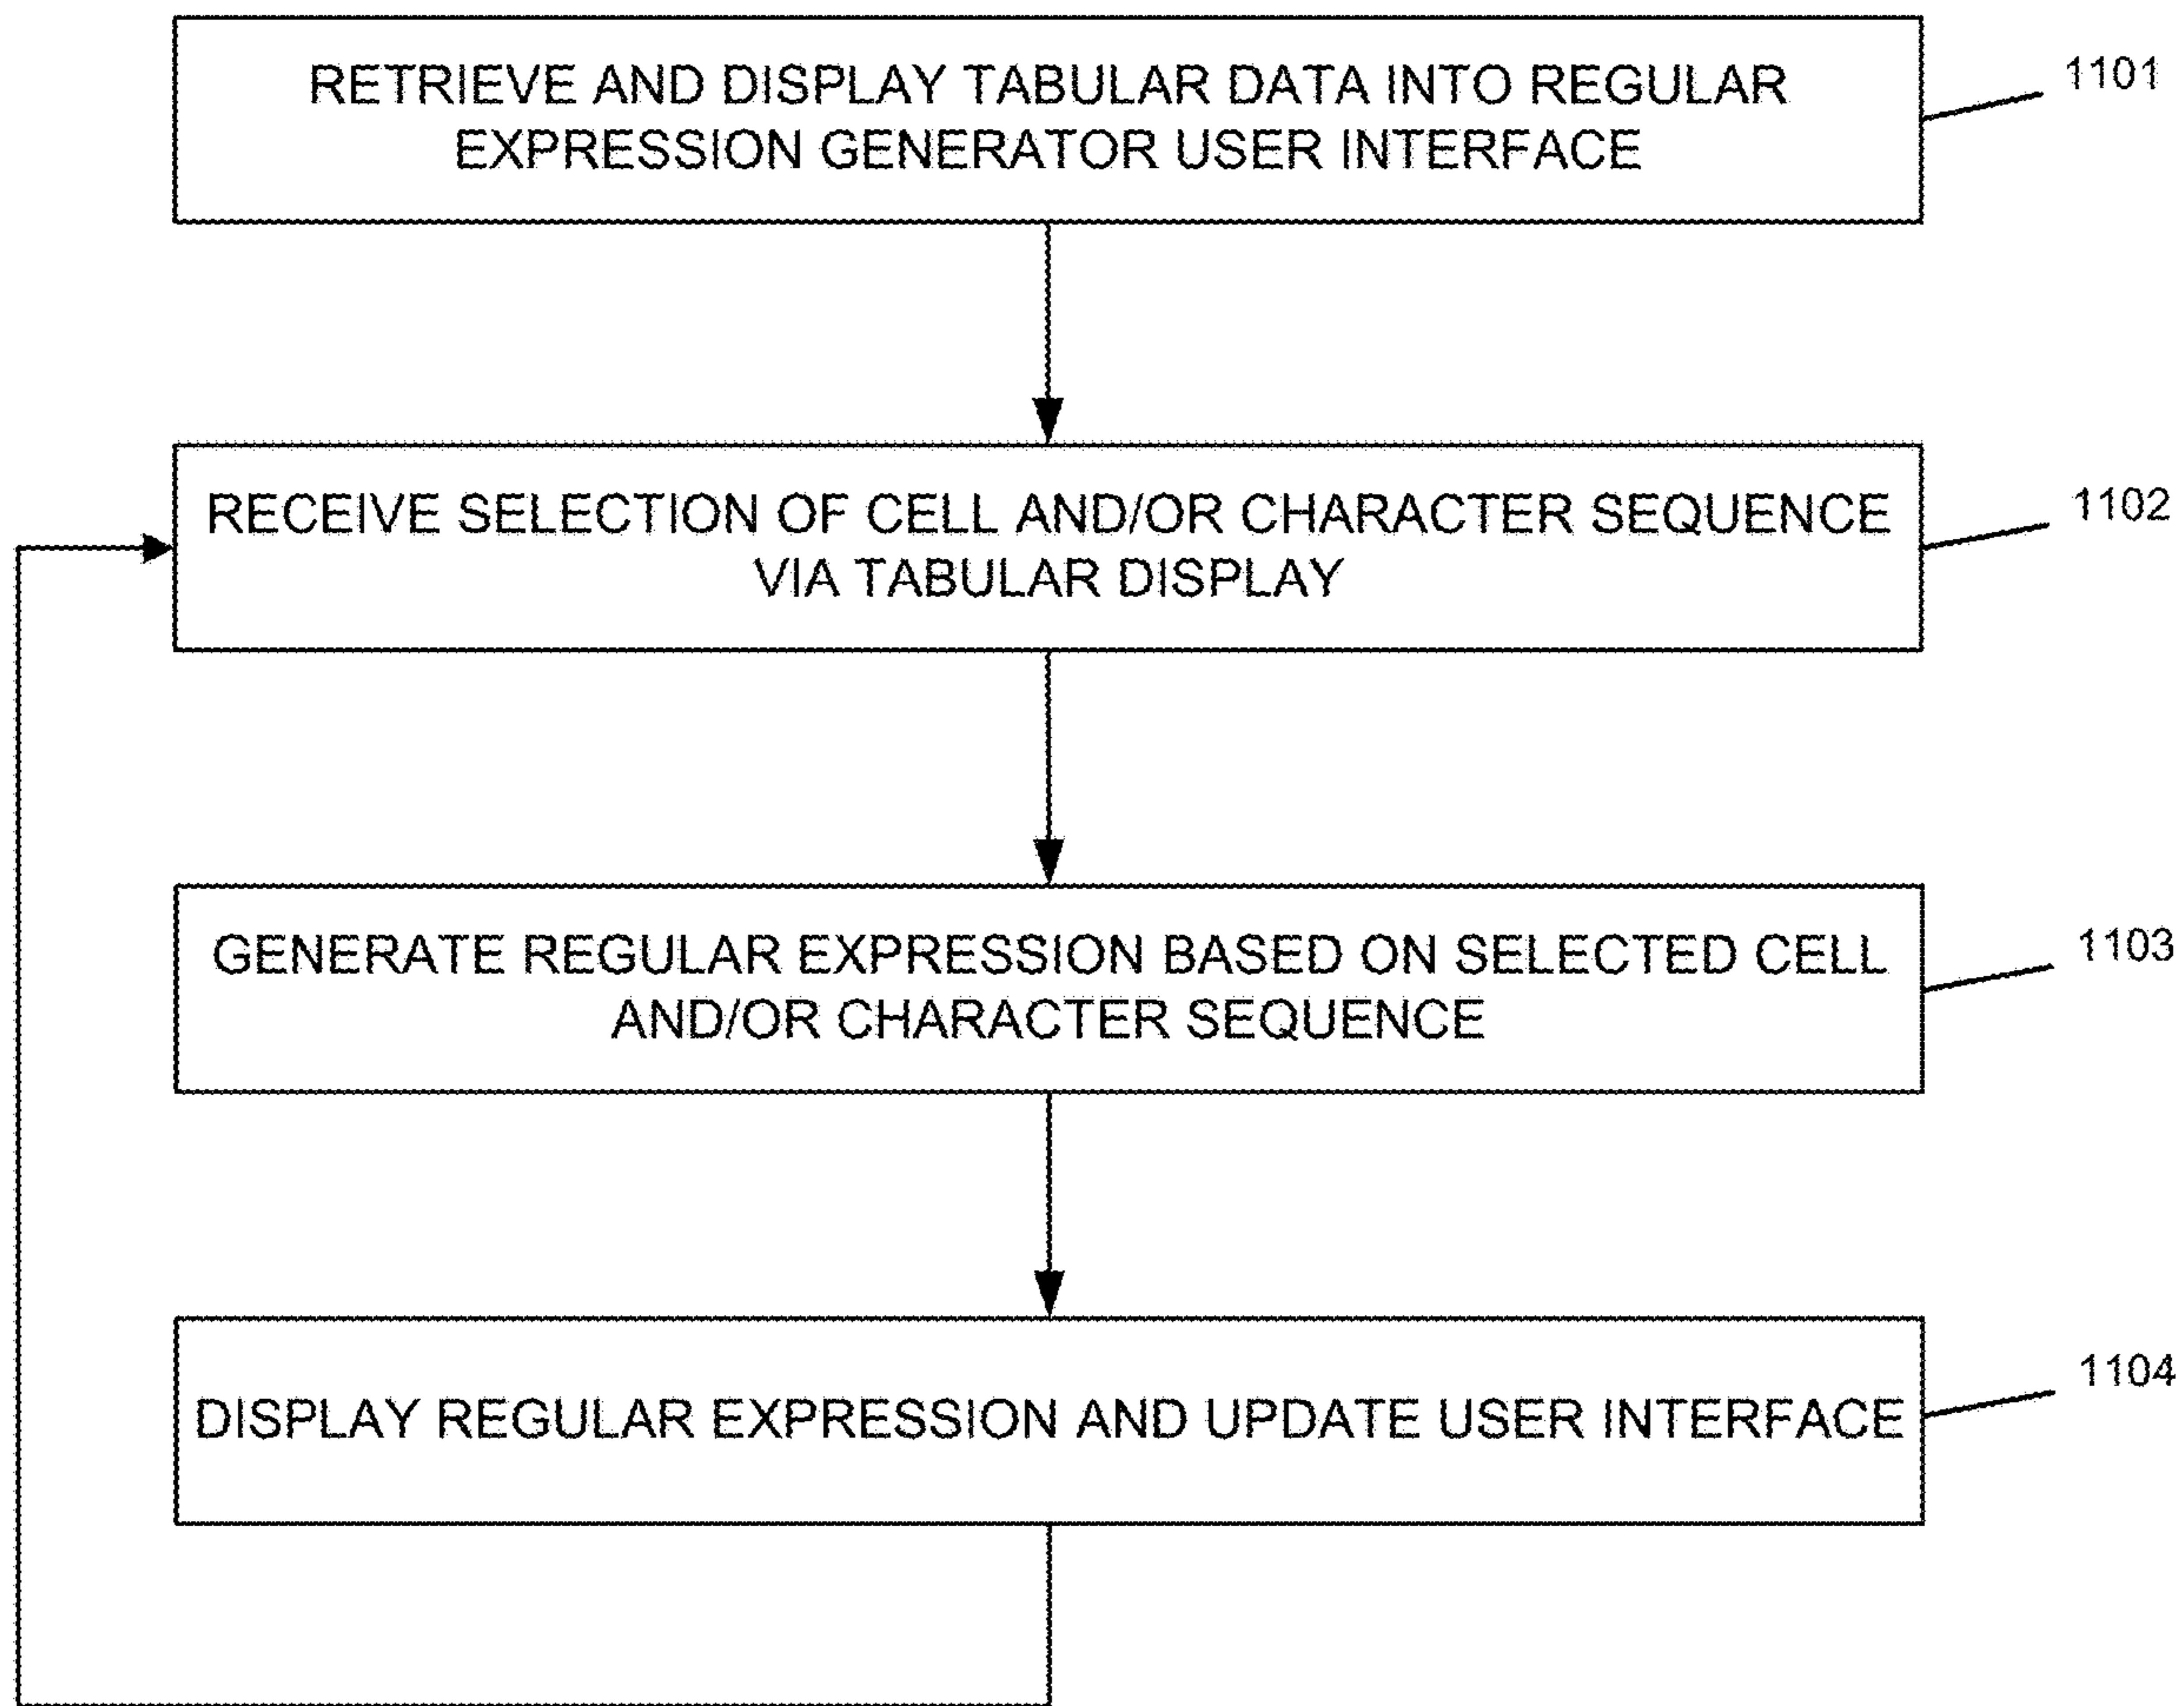 RETRIEVE AND DISPLAY TABULAR DATA INTO REGULAR
EXPRESSION GENERATOR USER INTERFACE
1101
RECEIVE SELECTION OF CELL AND/OR CHARACTER SEQUENCE
VIA TABULAR DISPLAY
1102
GENERATE REGULAR EXPRESSION BASED ON SELECTED CELL
AND/OR CHARACTER SEQUENCE
1103
DISPLAY REGULAR EXPRESSION AND UPDATE USER INTERFACE
1104